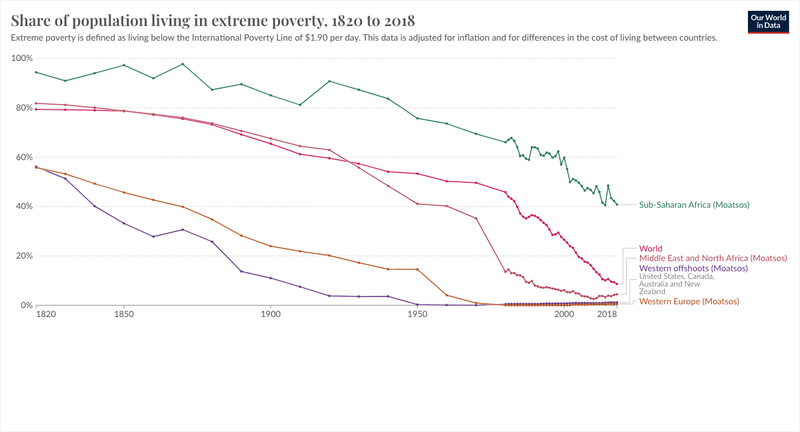 Share of population living in extreme poverty, 1820 to 2018
Our World
in Data
Extreme poverty is defined as living below the International Poverty Line of $1.90 per day. This data is adjusted for inflation and for differences in the cost of living between countries.
100%
80%
60%
40%
20%
0%
1820
1850
1900
1950
2000
2018
Sub-Saharan Africa (Moatsos)
World
Middle East and North Africa (Moatsos)
Western offshoots (Moatsos)
United States, Canada,
Australia and New
Zealand
Western Europe (Moatsos)